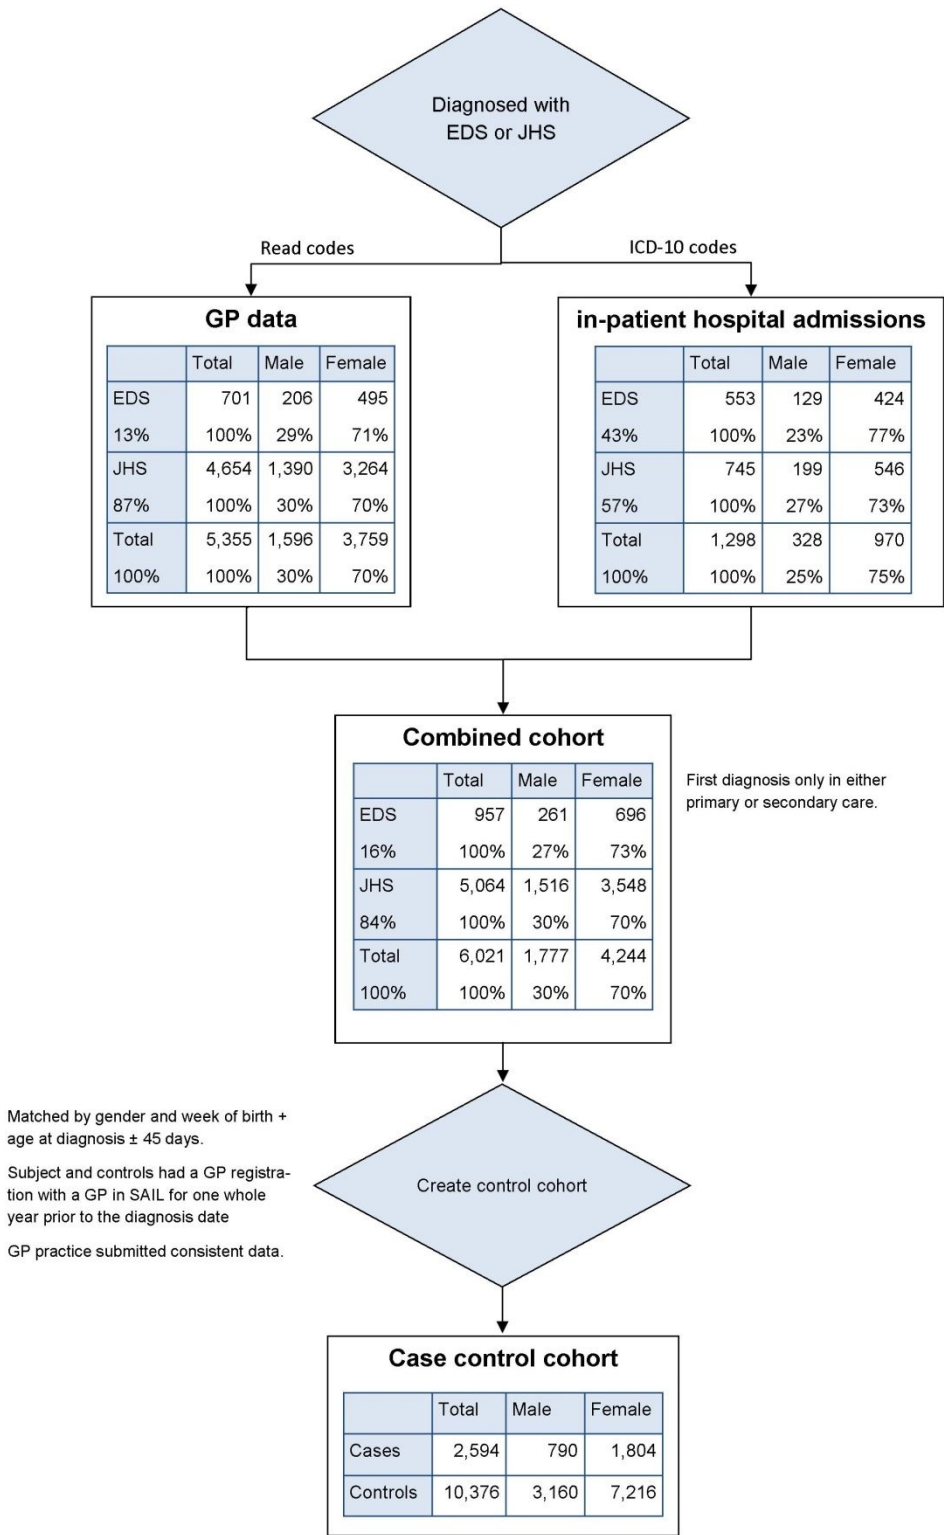 Diagnosed with
EDS or JHS
Read codes
ICD-10 codes
GP data
Total Male Female
EDS 701 206 495
13% 100% 29% 71%
JHS 4,654 1,390 3,264
87% 100% 30% 70%
Total 5,355 1,596 3,759
100% 100% 30% 70%
in-patient hospital admissions
Total Male Female
EDS 553 129 424
43% 100% 23% 77%
JHS 745 199 546
57% 100% 27% 73%
Total 1,298 328 970
100% 100% 25% 75%
Combined cohort
Total Male Female
EDS 957 261 696
16% 100% 27% 73%
JHS 5,064 1,516 3,548
84% 100% 30% 70%
Total 6,021 1,777 4,244
100% 100% 30% 70%
First diagnosis only in either
primary or secondary care.
Matched by gender and week of birth +
age at diagnosis ± 45 days.
Subject and controls had a GP registra-
tion with a GP in SAIL for one whole
year prior to the diagnosis date
GP practice submitted consistent data.
Create control cohort
Case control cohort
Total Male Female
Cases 2,594 790 1,804
Controls 10,376 3,160 7,216